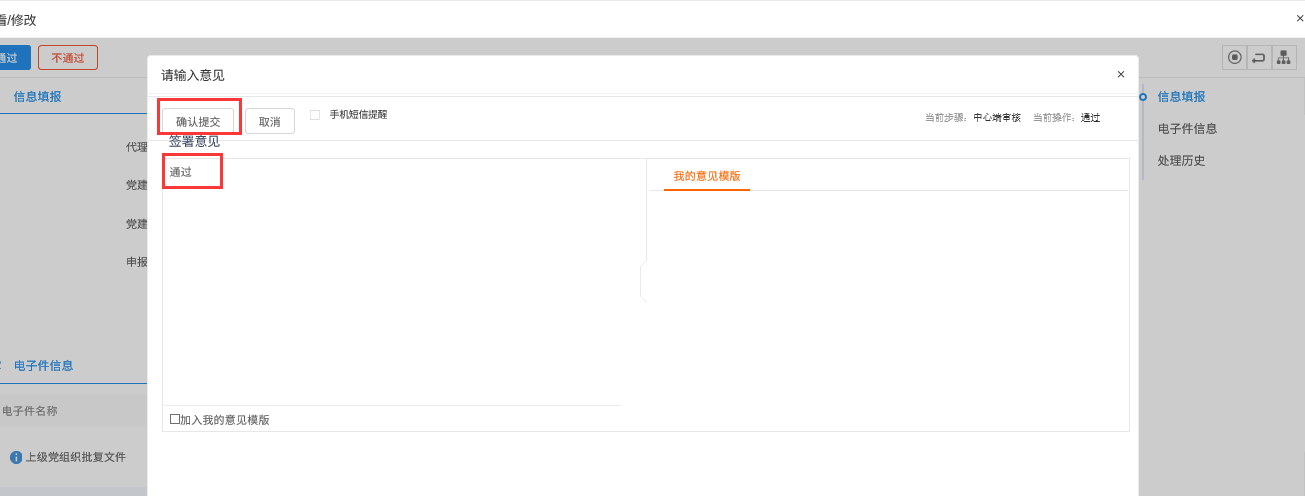 看/修改
×
通过
不通过
请输入意见
×
信息填报
确认提交
取消
手机短信提醒
当前步骤：中心端审核
当前操作：通过
信息填报
电子件信息
处理历史
签署意见
代理
通过
我的意见模版
党建
党建
申报
电子件信息
电子件名称
加入我的意见模版
上级党组织批复文件